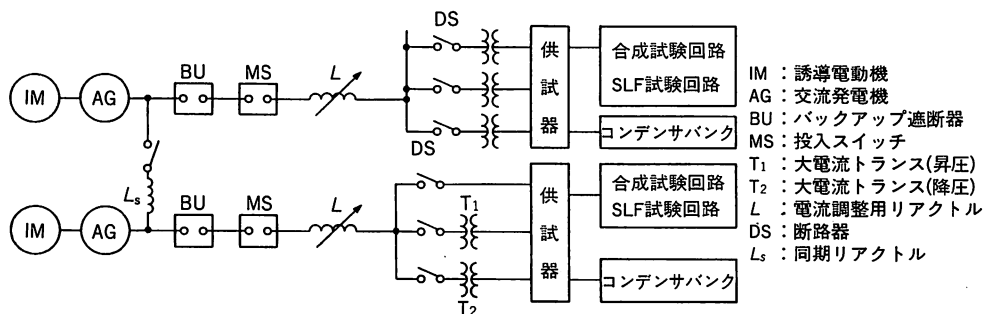 DS
BU
MS
L
IM
AG
DS
供試器
合成試験回路
SLF試験回路
コンデンサバンク
Ls
BU
MS
L
IM
AG
T1
T2
供試器
合成試験回路
SLF試験回路
コンデンサバンク
IM：誘導電動機
AG：交流発電機
BU：バックアップ遮断器
MS：投入スイッチ
T1：大電流トランス(昇圧)
T2：大電流トランス(降圧)
L：電流調整用リアクトル
DS：断路器
Ls：同期リアクトル